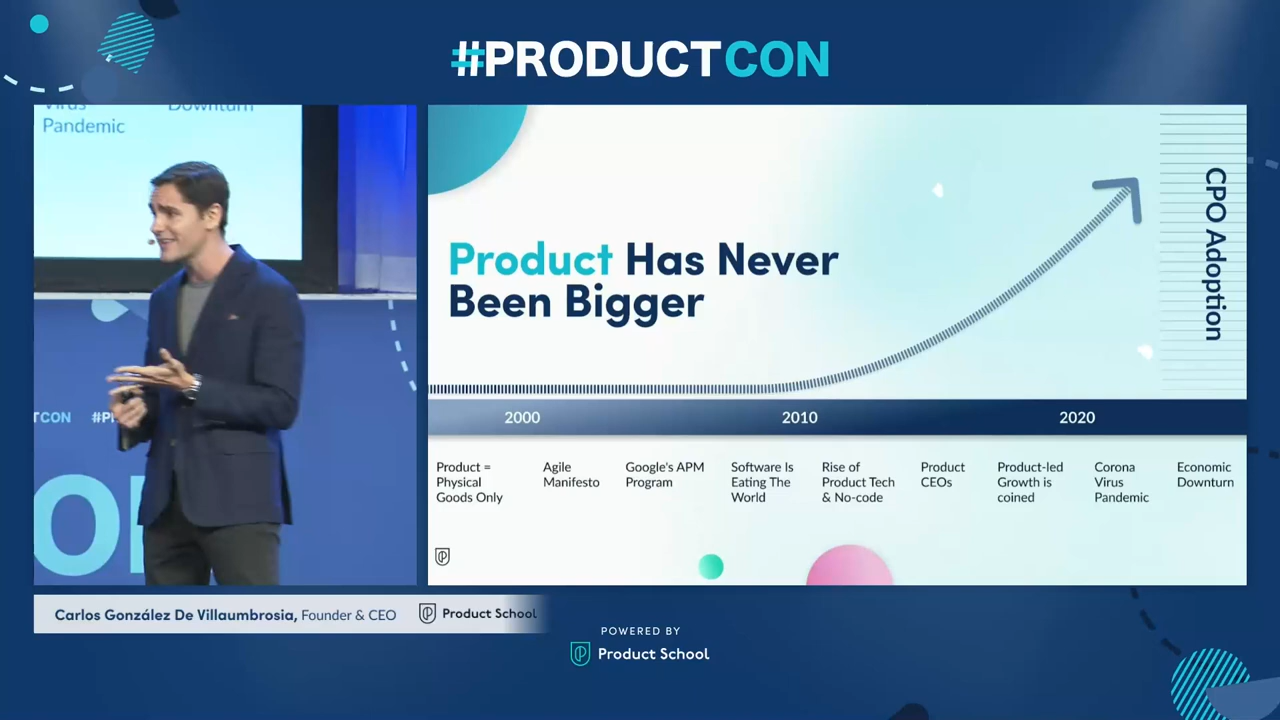 #PRODUCTCON
Virus
Downturn
Pandemic
TCON #P
Product Has Never
Been Bigger
CPO Adoption
2000 2010 2020
Product =
Physical
Goods Only
Agile
Manifesto
Google's APM
Program
Software Is
Eating The
World
Rise of
Product Tech
& No-code
Product
CEOs
Product-led
Growth is
coined
Corona
Virus
Pandemic
Economic
Downturn
Carlos González De Villaumbrosia, Founder & CEO Product School
POWERED BY
Product School